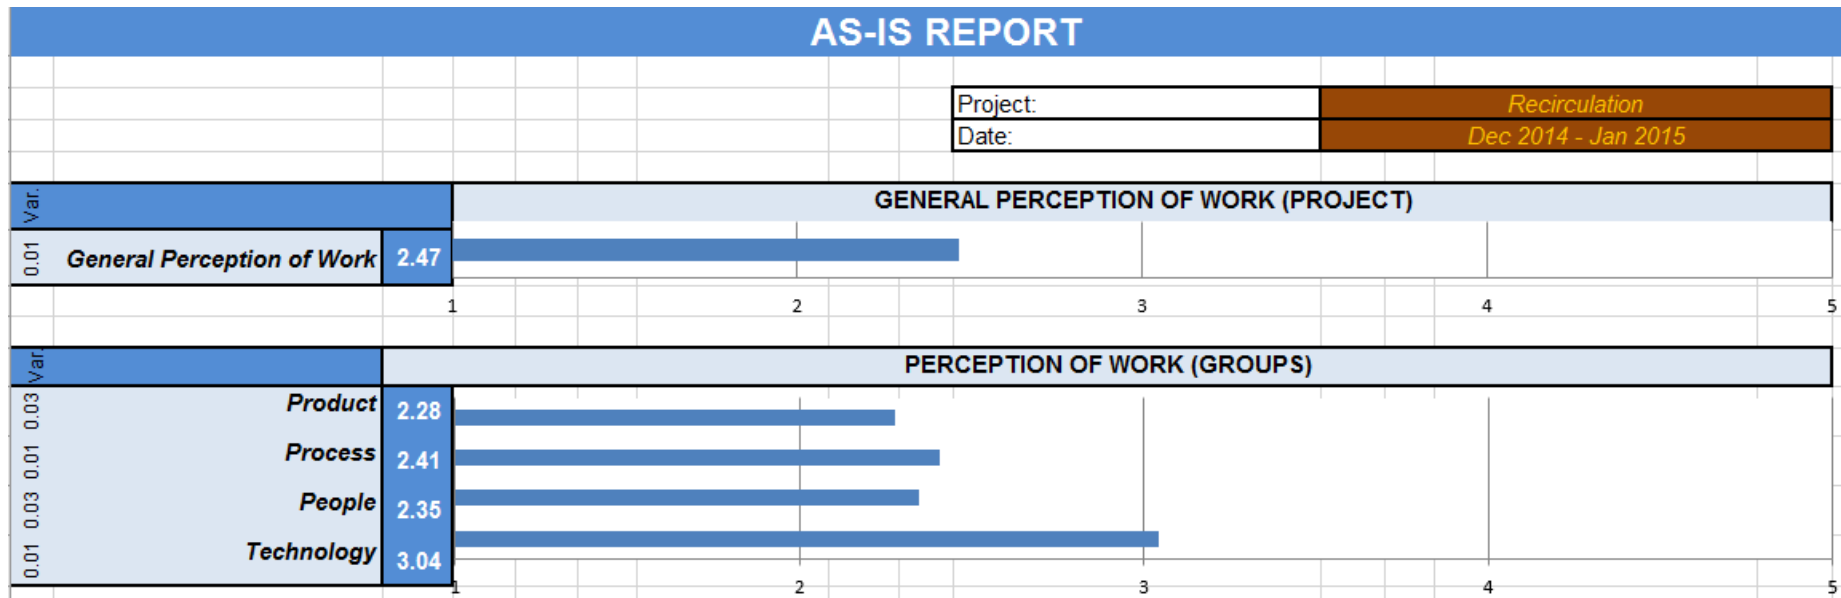 AS-IS REPORT
Project: Recirculation
Date: Dec 2014 - Jan 2015
Var. GENERAL PERCEPTION OF WORK (PROJECT)
0.01 General Perception of Work 2.47
1 2 3 4 5
Var. PERCEPTION OF WORK (GROUPS)
0.03 Product 2.28
0.01 Process 2.41
0.03 People 2.35
0.01 Technology 3.04
1 2 3 4 5